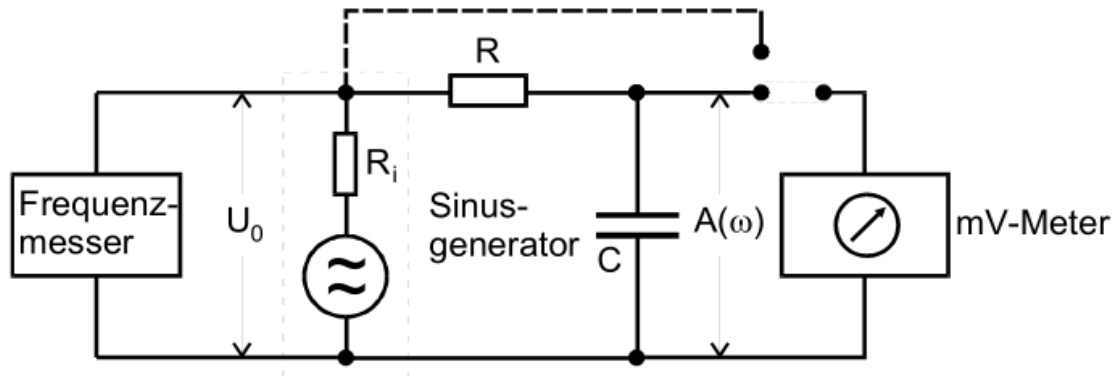 R
Frequenz-
messer
U₀
Rᵢ
Sinus-
generator
C
A(ω)
mV-Meter